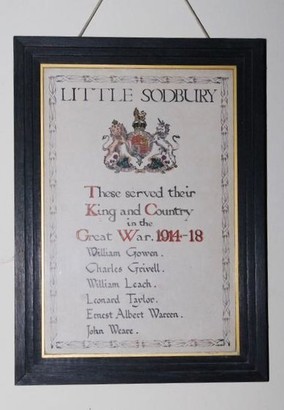 LITTLE SODBURY
These served their
King and Country
in the
Great War. 1914-18
William Gowen.
Charles Grivell.
William Leach.
Leonard Taylor.
Ernest Albert Warren.
John Weare.